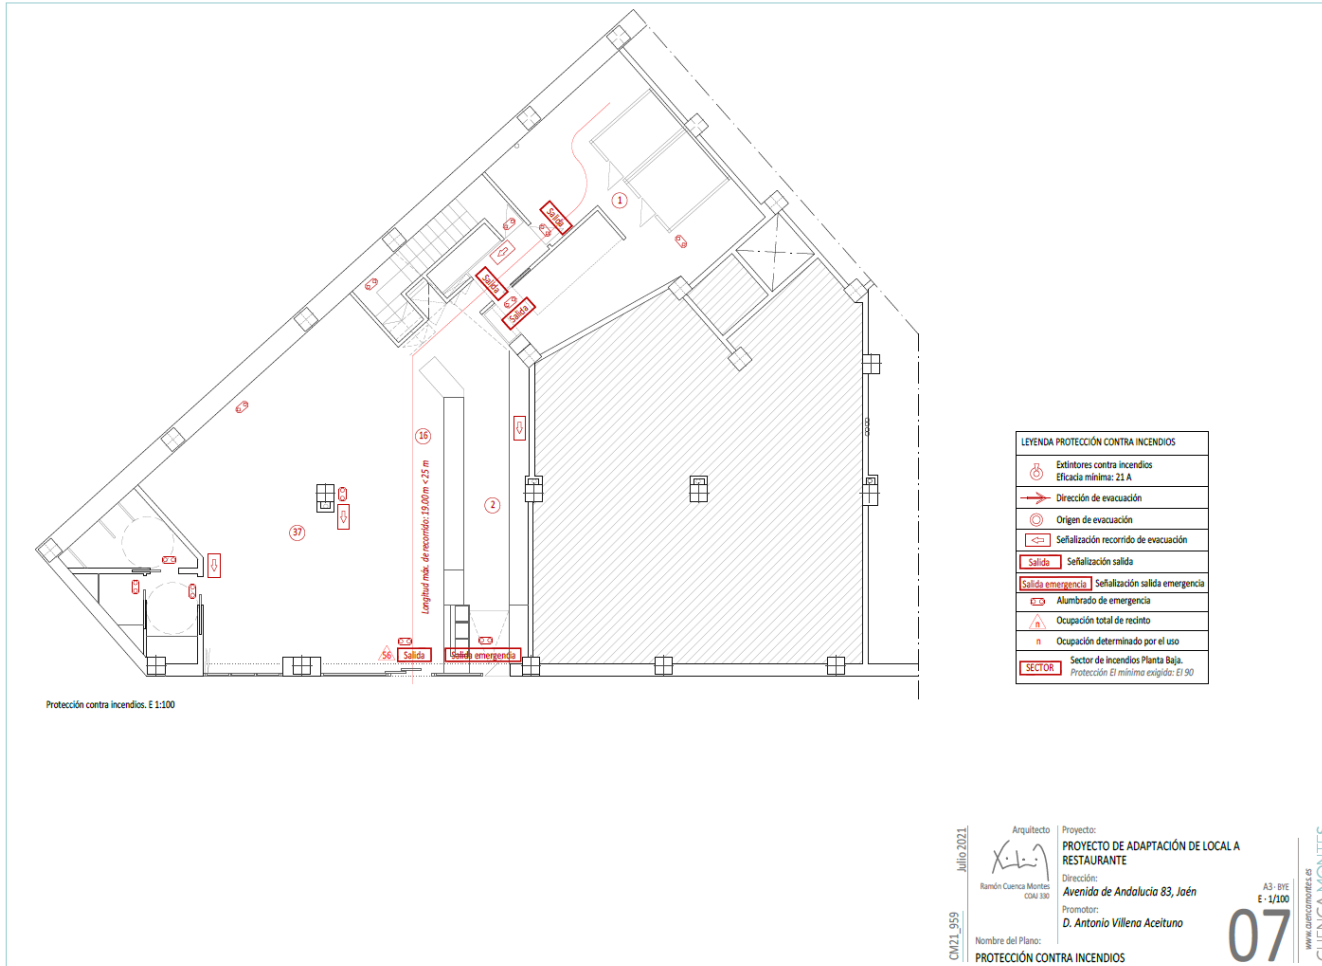 Salida
1
Salida
Salida
16
Longitud máx. de recorrido: 19.00 m < 25 m
2
37
56
Salida
Salida emergencia
Protección contra incendios. E 1:100
LEYENDA PROTECCIÓN CONTRA INCENDIOS
Extintores contra incendios
Eficacia mínima: 21 A
Dirección de evacuación
Origen de evacuación
Señalización recorrido de evacuación
Salida
Señalización salida
Salida emergencia
Señalización salida emergencia
Alumbrado de emergencia
n
Ocupación total de recinto
n
Ocupación determinado por el uso
SECTOR
Sector de incendios Planta Baja.
Protección EI mínima exigida: EI 90
Julio 2021
CM21_959
Arquitecto
Ramón Cuenca Montes
COAJ 330
Proyecto:
PROYECTO DE ADAPTACIÓN DE LOCAL A
RESTAURANTE
Dirección:
Avenida de Andalucia 83, Jaén
Promotor:
D. Antonio Villena Aceituno
Nombre del Plano:
PROTECCIÓN CONTRA INCENDIOS
A3 - BYE
E - 1/100
07
www.cuencamontes.es
CUENCA MONTES